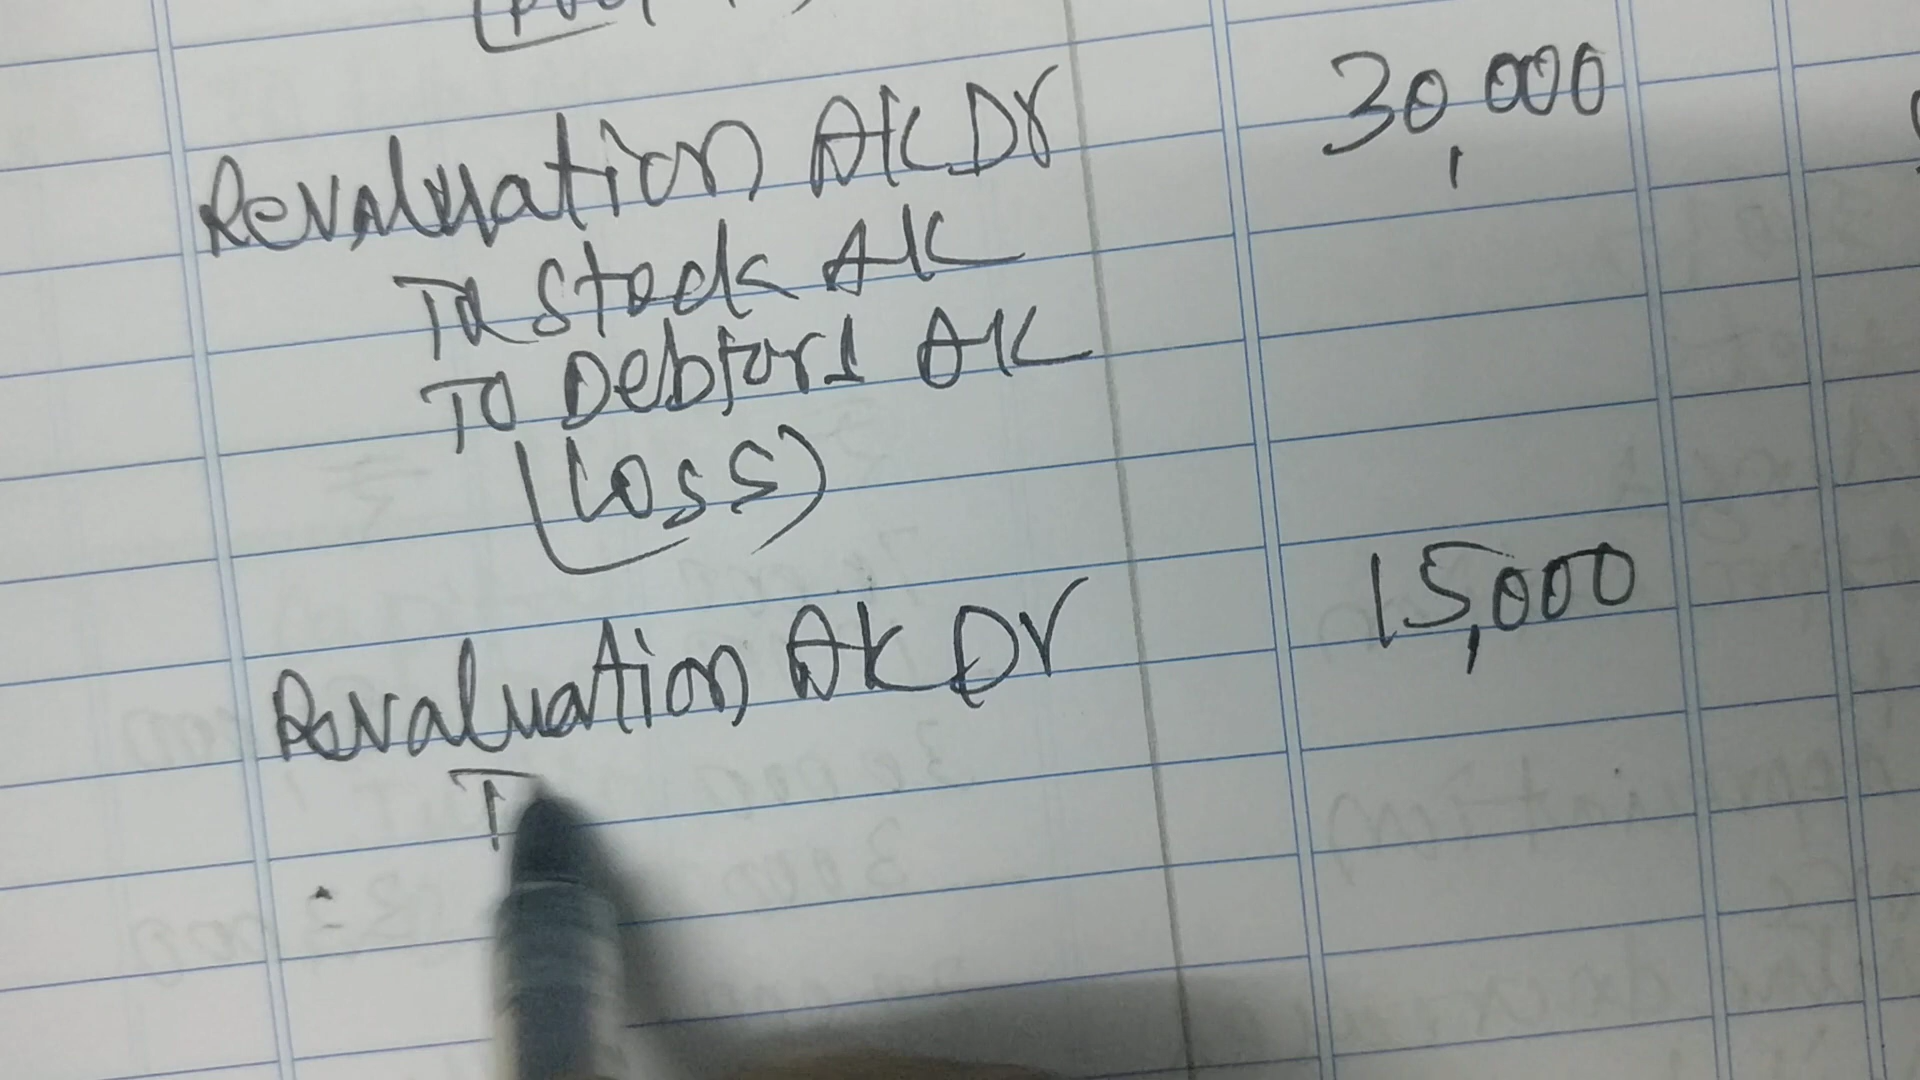 Revaluation A/c Dr 30,000
To Stock A/c
To Debtors A/c
(Loss)
Revaluation A/c Dr 15,000
T